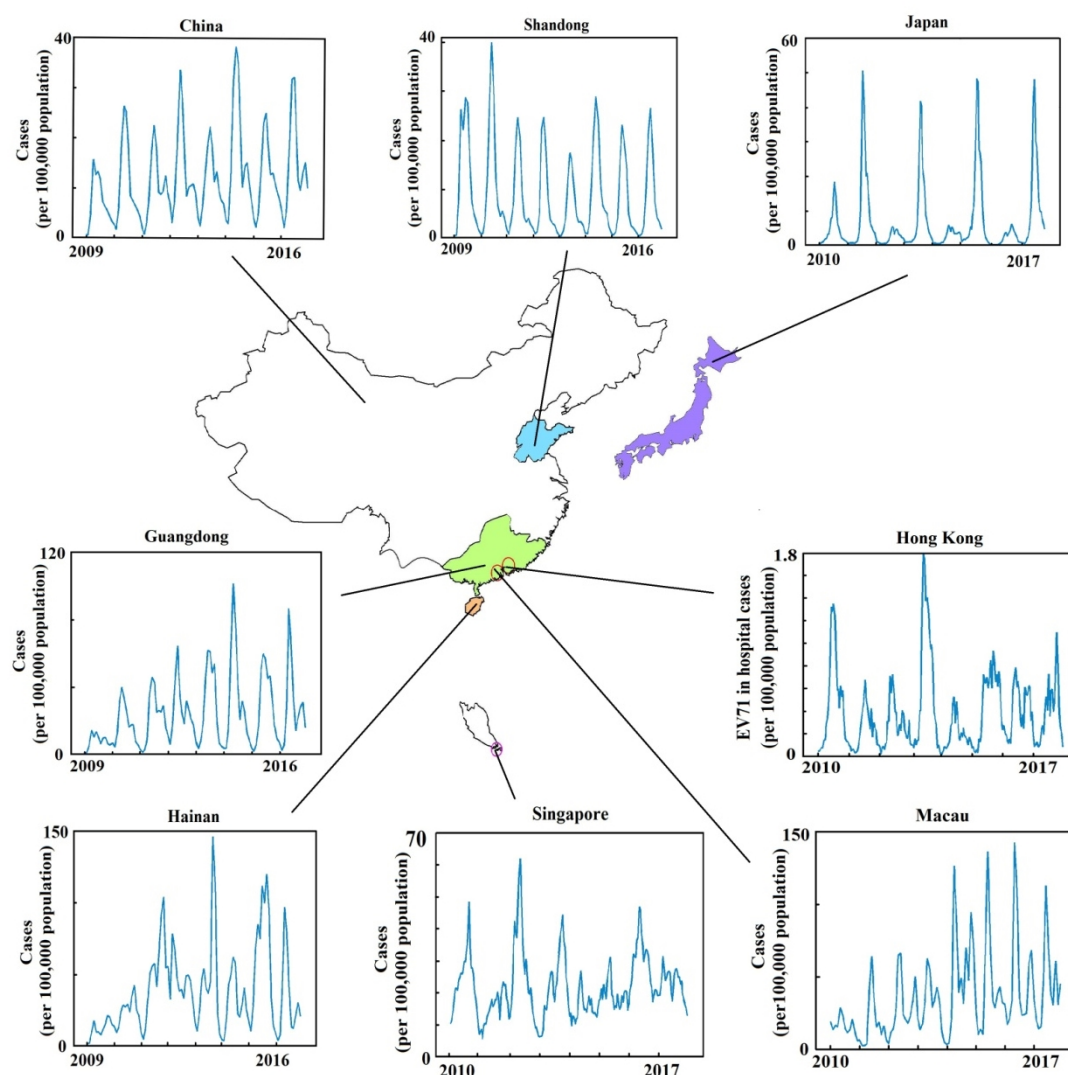 China
40
0
2009
2016
Cases
(per 100,000 population)
Shandong
40
0
2009
2016
Cases
(per 100,000 population)
Japan
60
0
2010
2017
Cases
(per 100,000 population)
Guangdong
120
0
2009
2016
Cases
(per 100,000 population)
Hong Kong
1.8
0
2010
2017
EV71 in hospital cases
(per 100,000 population)
Hainan
150
0
2009
2016
Cases
(per 100,000 population)
Singapore
70
0
2010
2017
Cases
(per 100,000 population)
Macau
150
0
2010
2017
Cases
(per100,000 population)